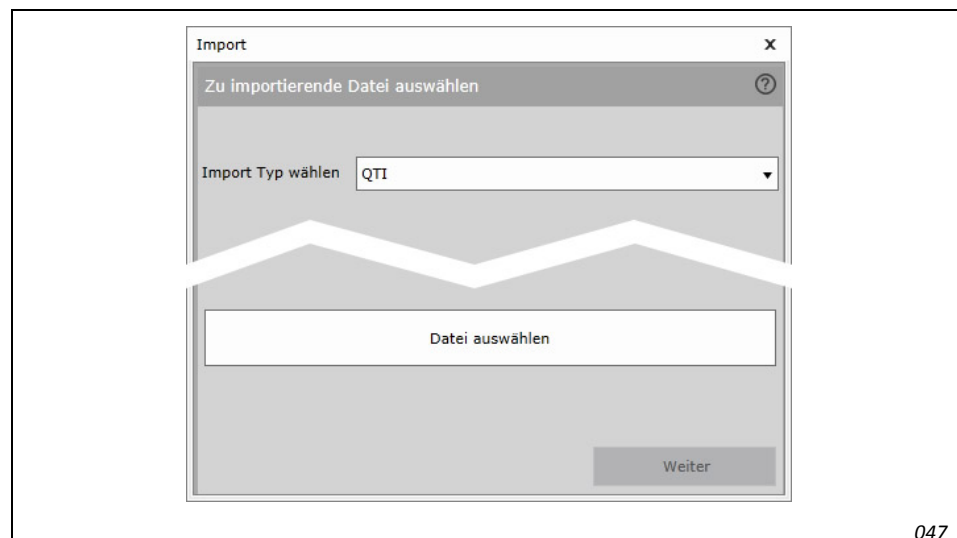 Import x
Zu importierende Datei auswählen ?
Import Typ wählen QTI
Datei auswählen
Weiter
047